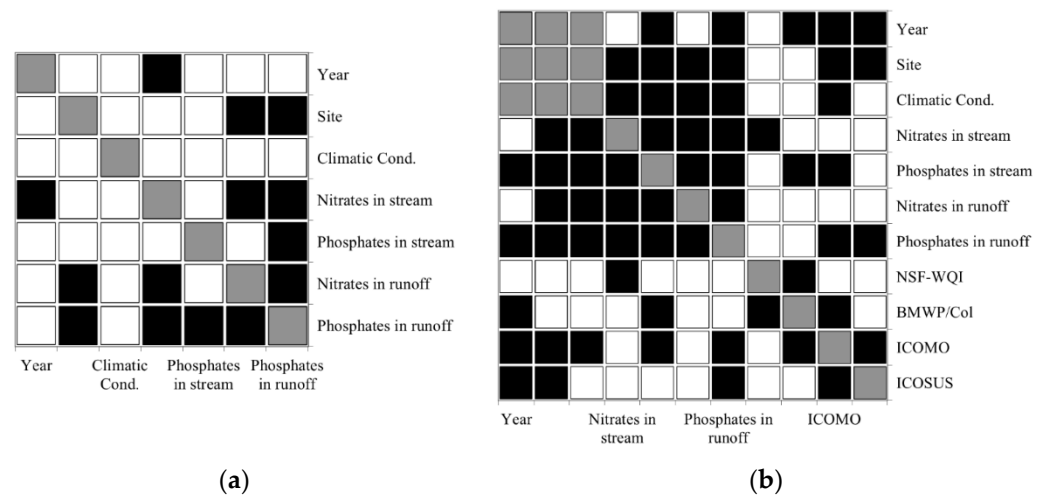 Year
Site
Climatic Cond.
Nitrates in stream
Phosphates in stream
Nitrates in runoff
Phosphates in runoff
Year
Climatic
Cond.
Phosphates
in stream
Phosphates
in runoff
(a)
Year
Site
Climatic Cond.
Nitrates in stream
Phosphates in stream
Nitrates in runoff
Phosphates in runoff
NSF-WQI
BMWP/Col
ICOMO
ICOSUS
Year
Nitrates in
stream
Phosphates in
runoff
ICOMO
(b)